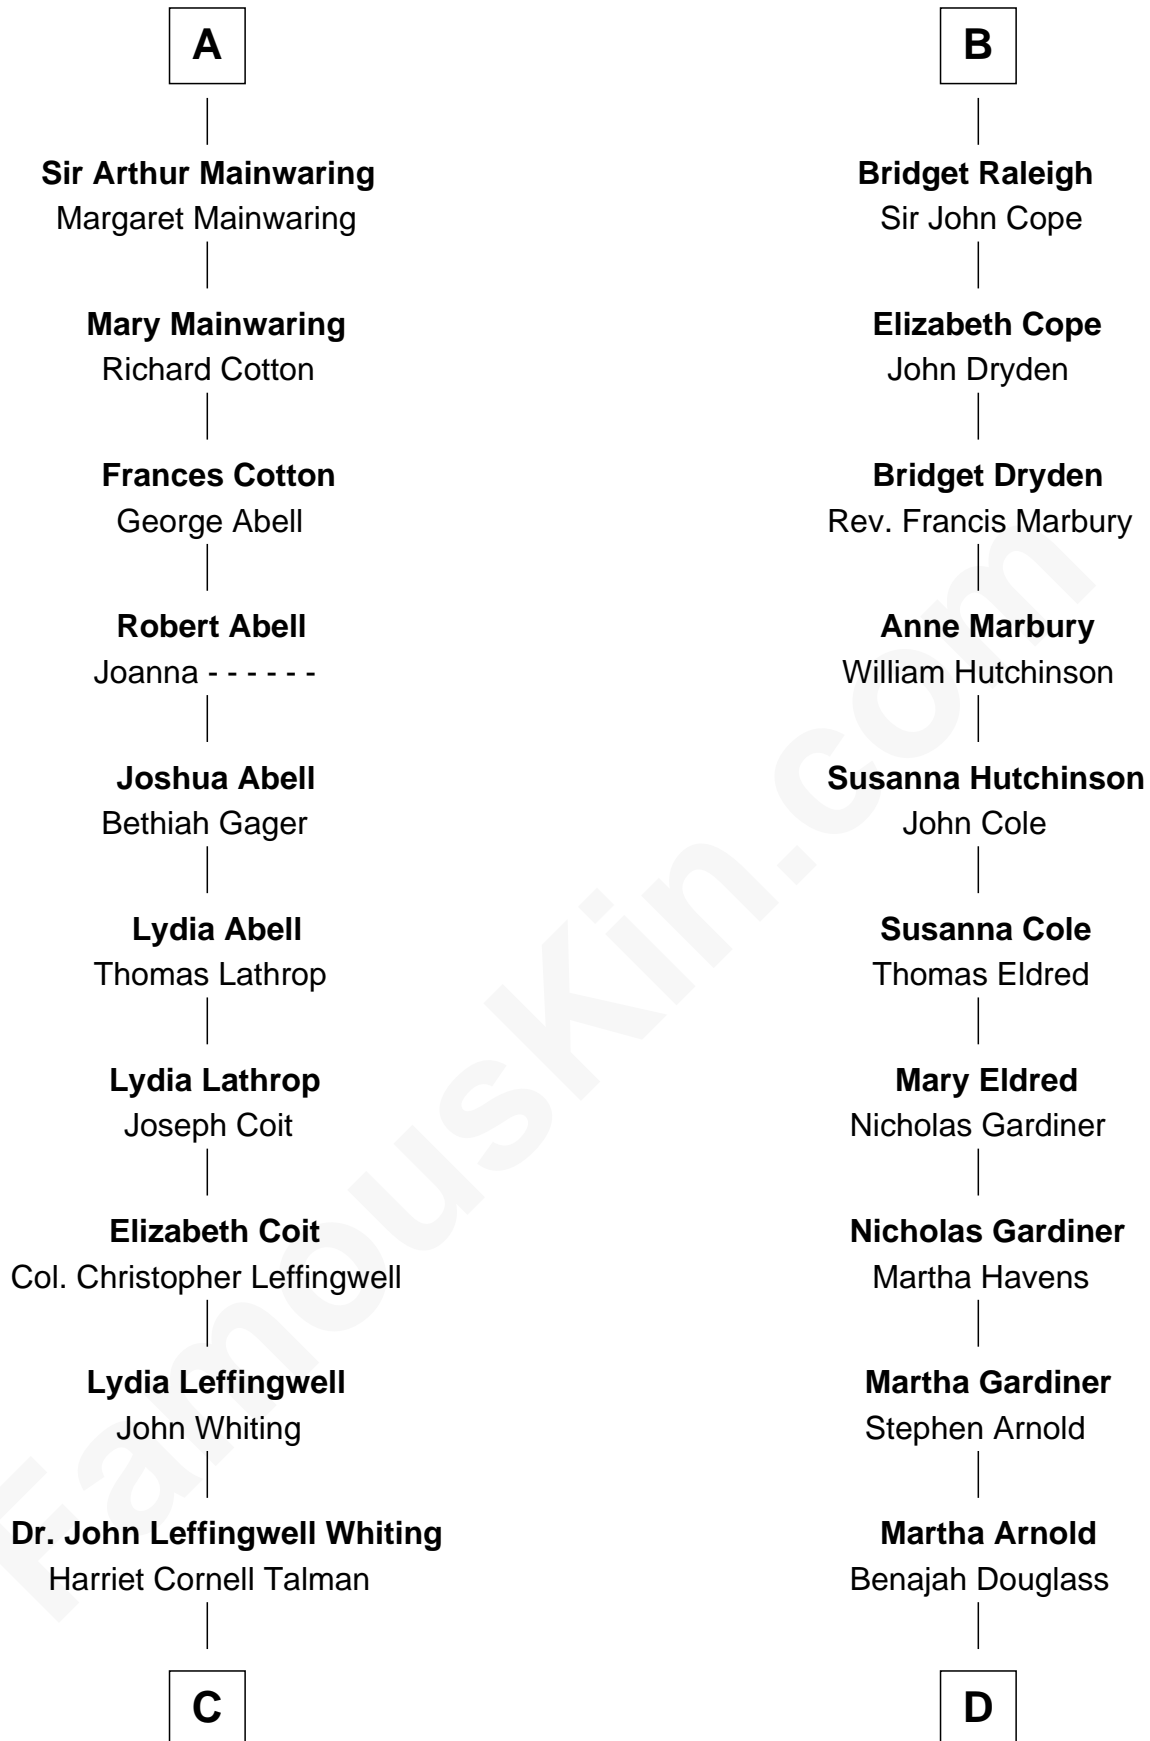 A
Sir Arthur Mainwaring
Margaret Mainwaring
Mary Mainwaring
Richard Cotton
Frances Cotton
George Abell
Robert Abell
Joanna - - - - - -
Joshua Abell
Bethiah Gager
Lydia Abell
Thomas Lathrop
Lydia Lathrop
Joseph Coit
Elizabeth Coit
Col. Christopher Leffingwell
Lydia Leffingwell
John Whiting
Dr. John Leffingwell Whiting
Harriet Cornell Talman
C
B
Bridget Raleigh
Sir John Cope
Elizabeth Cope
John Dryden
Bridget Dryden
Rev. Francis Marbury
Anne Marbury
William Hutchinson
Susanna Hutchinson
John Cole
Susanna Cole
Thomas Eldred
Mary Eldred
Nicholas Gardiner
Nicholas Gardiner
Martha Havens
Martha Gardiner
Stephen Arnold
Martha Arnold
Benajah Douglass
D
FamousKin.com